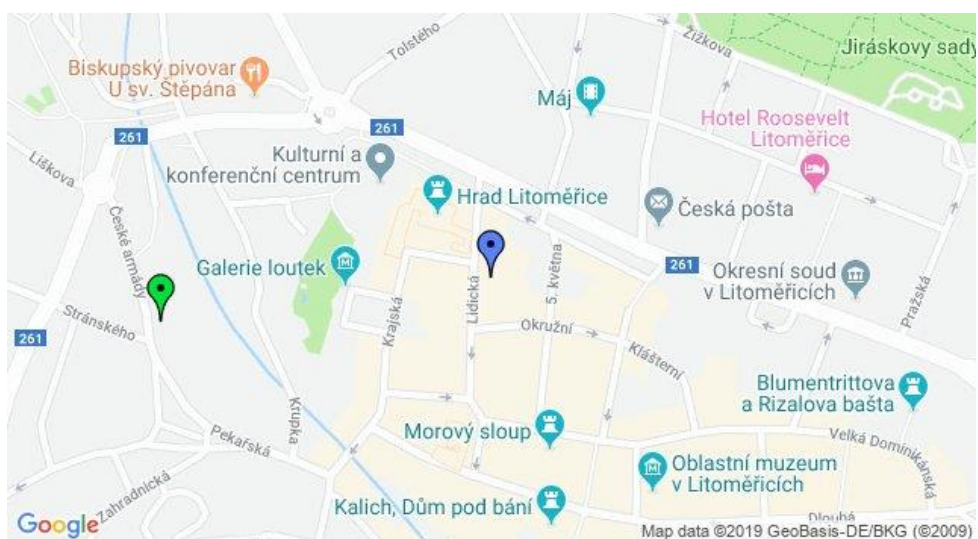 Tolstého
Žižkova
Jiráskovy sady
Biskupský pivovar
U sv. Štěpána
Máj
Hotel Roosevelt
Litoměřice
261
261
Kulturní a
konferenční centrum
Liškova
Hrad Litoměřice
Česká pošta
České armády
Galerie loutek
5. května
261
Okresní soud
v Litoměřicích
Lidická
Pražská
Stránského
Krajská
Okružní
261
Klášterní
Blumentrittova
a Rizalova bašta
Krupka
Morový sloup
Pekařská
Velká Dominikánská
Oblastní muzeum
v Litoměřicích
Zahradnická
Kalich, Dům pod bání
Dlouhá
Google
Map data ©2019 GeoBasis-DE/BKG (©2009)